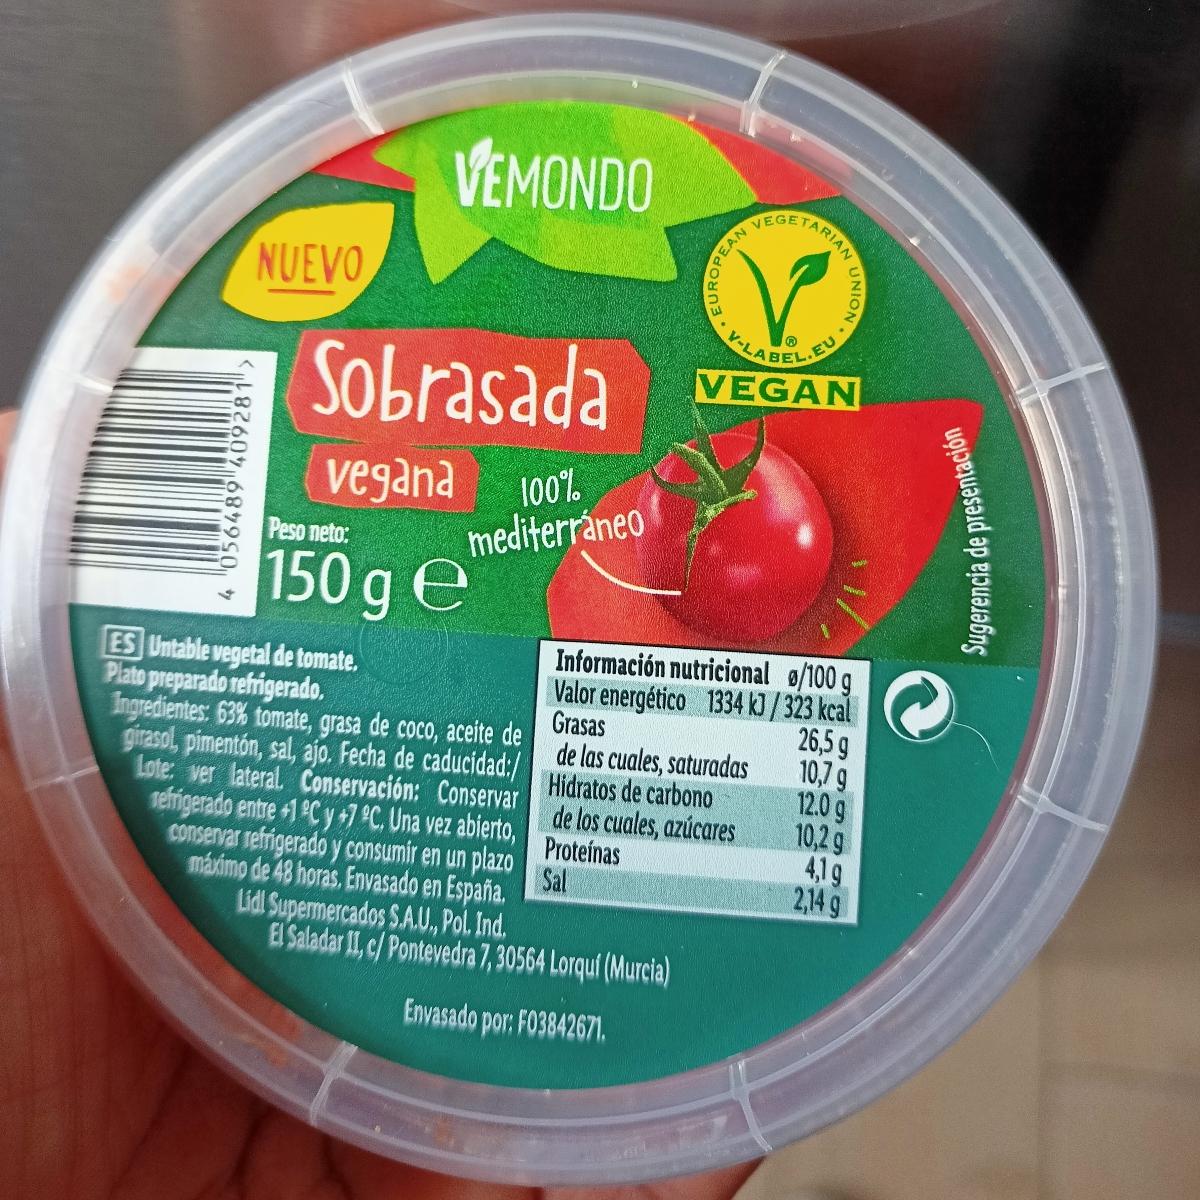 VEMONDO
NUEVO
EUROPEAN VEGETARIAN UNION
V-LABEL.EU
®
VEGAN
Sobrasada
vegana
100%
mediterráneo
Peso neto:
150 g e
4 056489 409281 >
Sugerencia de presentación
ES Untable vegetal de tomate.
Plato preparado refrigerado.
Ingredientes: 63% tomate, grasa de coco, aceite de
girasol, pimentón, sal, ajo. Fecha de caducidad:/
Lote: ver lateral. Conservación: Conservar
refrigerado entre +1 ºC y +7 ºC. Una vez abierto,
conservar refrigerado y consumir en un plazo
máximo de 48 horas. Envasado en España.
Lidl Supermercados S.A.U., Pol. Ind.
El Saladar II, c/ Pontevedra 7, 30564 Lorquí (Murcia)
Envasado por: F03842671.
Información nutricional ø/100 g
Valor energético 1334 kJ / 323 kcal
Grasas 26,5 g
de las cuales, saturadas 10,7 g
Hidratos de carbono 12.0 g
de los cuales, azúcares 10,2 g
Proteínas 4,1 g
Sal 2,14 g